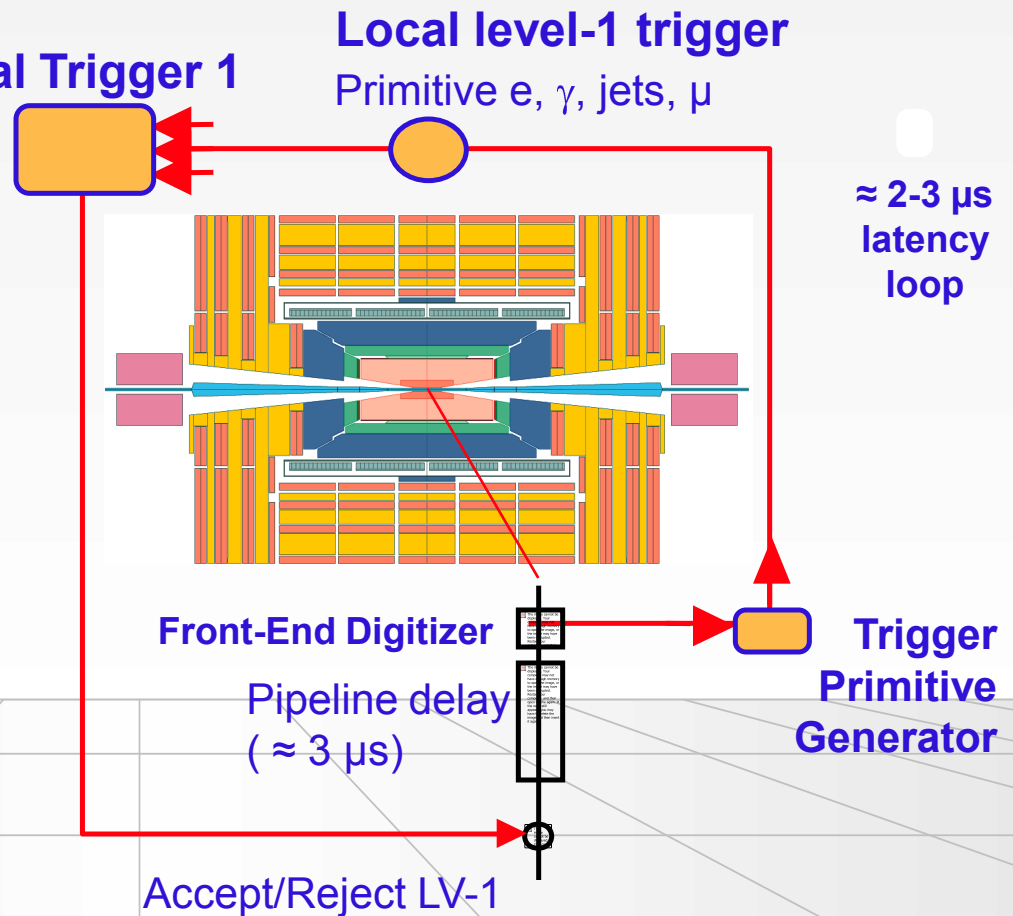 Local level-1 trigger
al Trigger 1
Primitive e, γ, jets, μ
≈ 2-3 μs
latency
loop
Front-End Digitizer
Trigger
Primitive
Generator
Pipeline delay
( ≈ 3 μs)
Accept/Reject LV-1